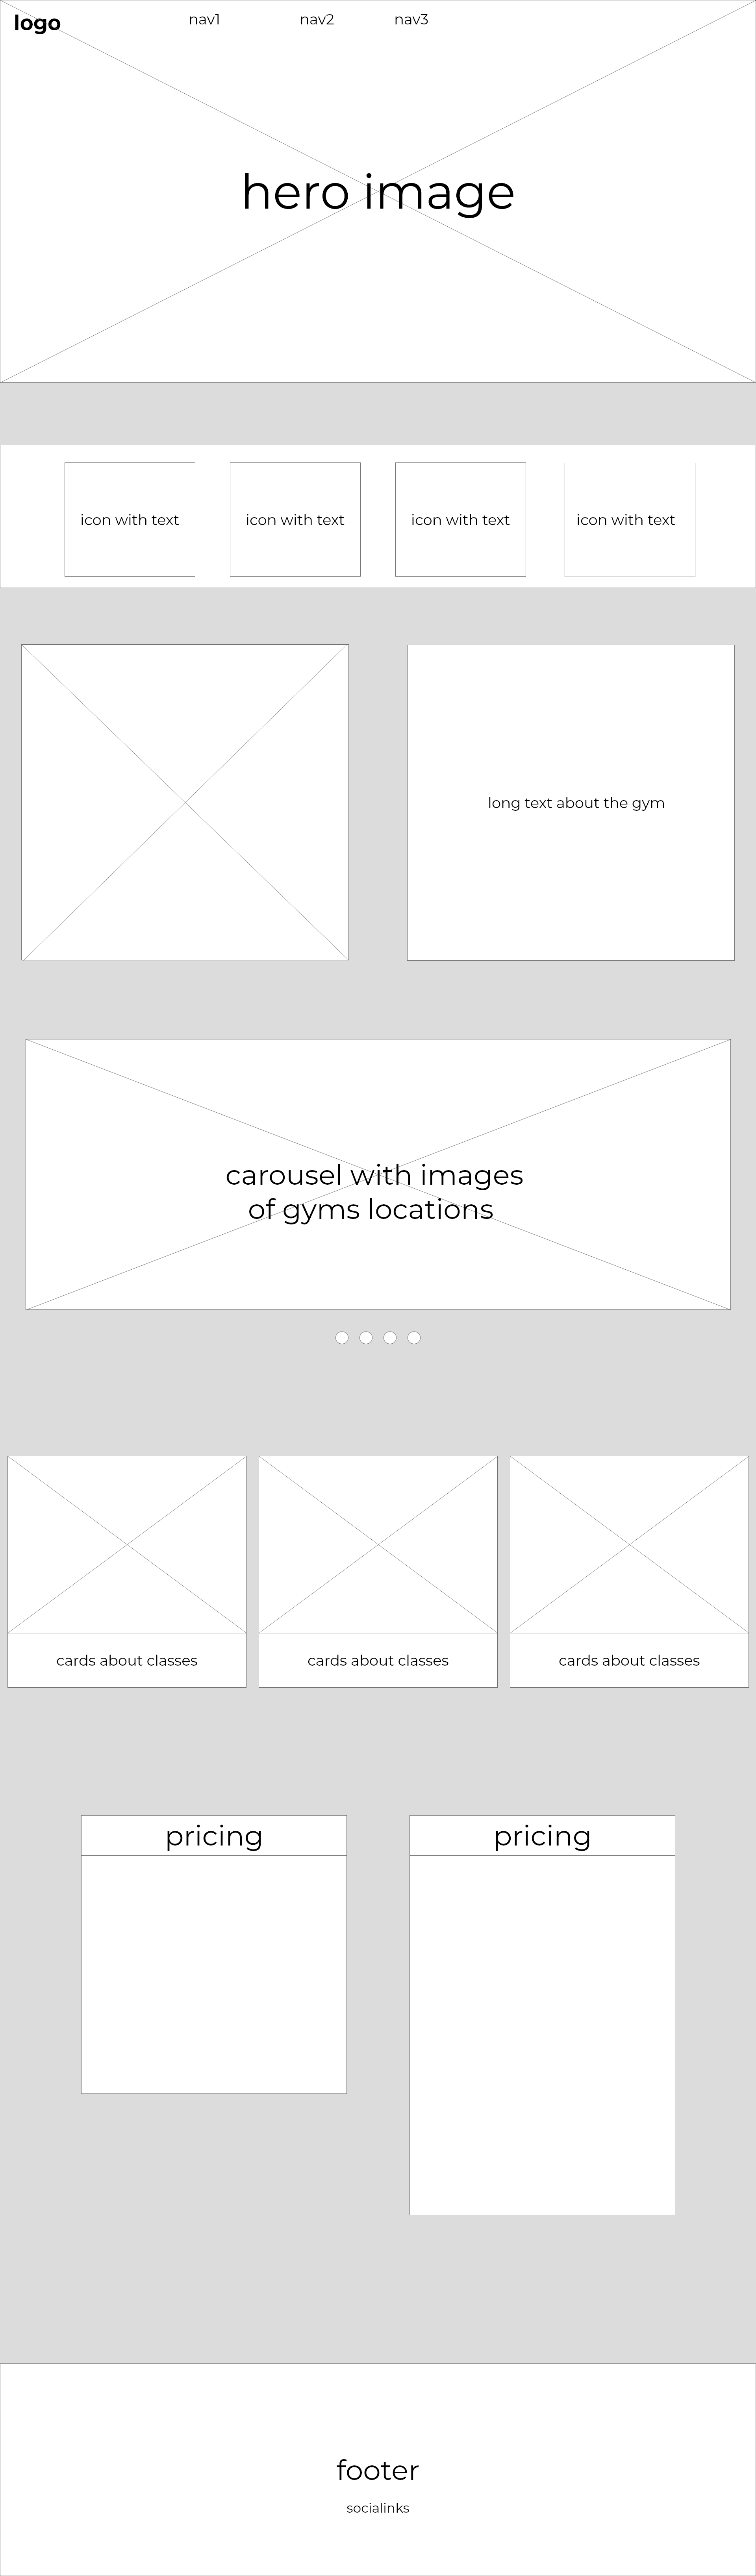 logo
nav1
nav2
nav3
hero image
icon with text
icon with text
icon with text
icon with text
long text about the gym
carousel with images
of gyms locations
cards about classes
cards about classes
cards about classes
pricing
pricing
footer
socialinks